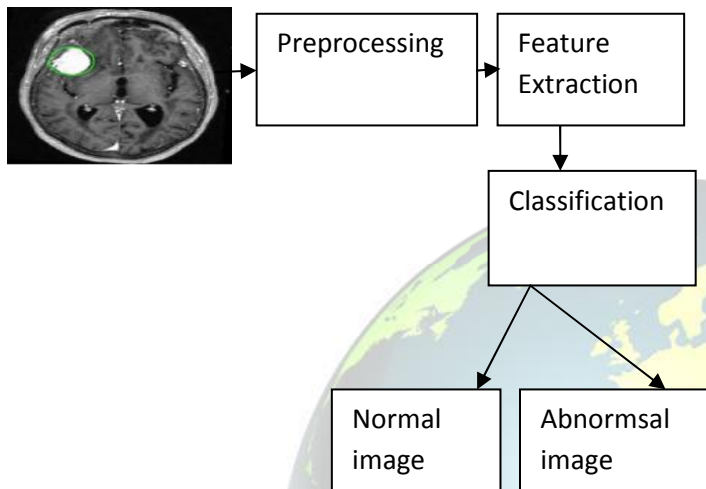 Preprocessing
Feature
Extraction
Classification
Normal
image
Abnormsal
image